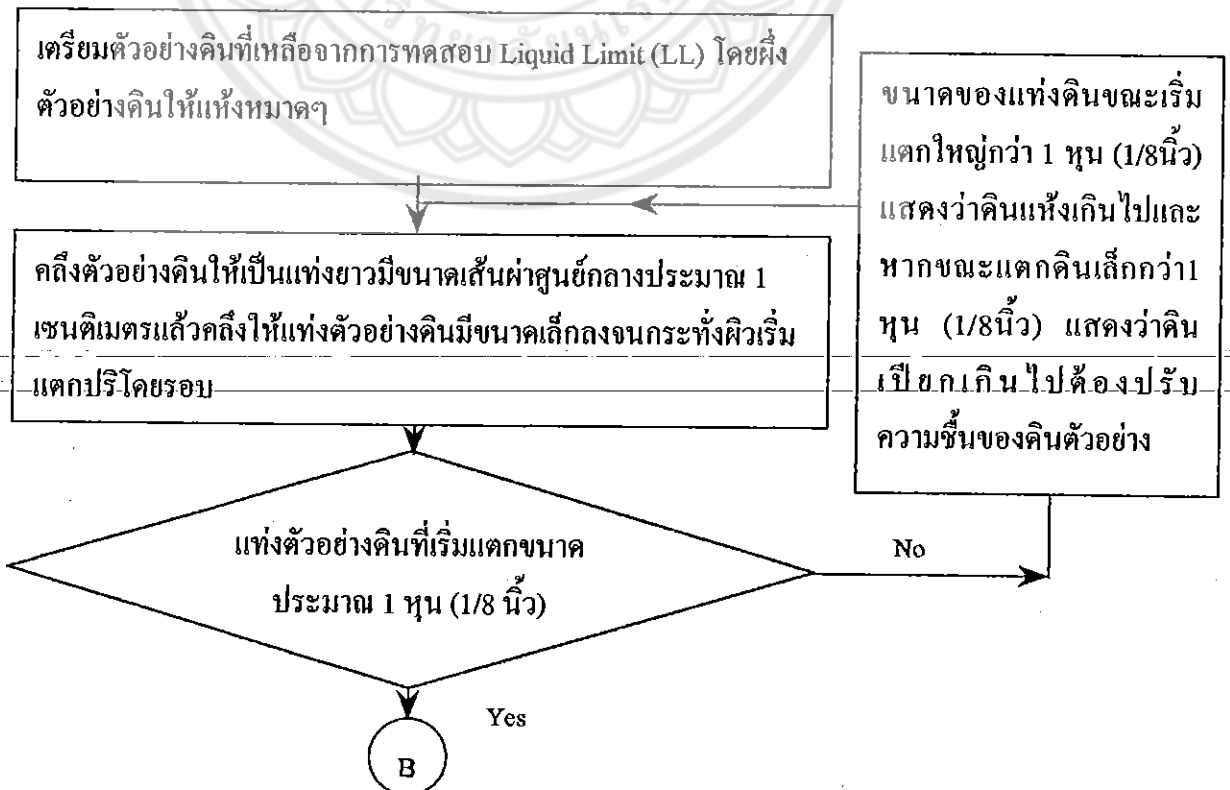 เตรียมตัวอย่างดินที่เหลือจากการทดสอบ Liquid Limit (LL) โดยผึ่ง
ตัวอย่างดินให้แห้งหมาดๆ
ขนาดของแท่งดินขณะเริ่ม
แตกใหญ่กว่า 1 หุน (1/8นิ้ว)
แสดงว่าดินแห้งเกินไปและ
หากขณะแตกดินเล็กกว่า1
หุน (1/8นิ้ว) แสดงว่าดิน
เปียกเกินไปต้องปรับ
ความชื้นของดินตัวอย่าง
คลึงตัวอย่างดินให้เป็นแท่งยาวมีขนาดเส้นผ่าศูนย์กลางประมาณ 1
เซนติเมตรแล้วคลึงให้แท่งตัวอย่างดินมีขนาดเล็กลงจนกระทั่งผิวเริ่ม
แตกปริโดยรอบ
แท่งตัวอย่างดินที่เริ่มแตกขนาด
ประมาณ 1 หุน (1/8 นิ้ว)
No
Yes
B